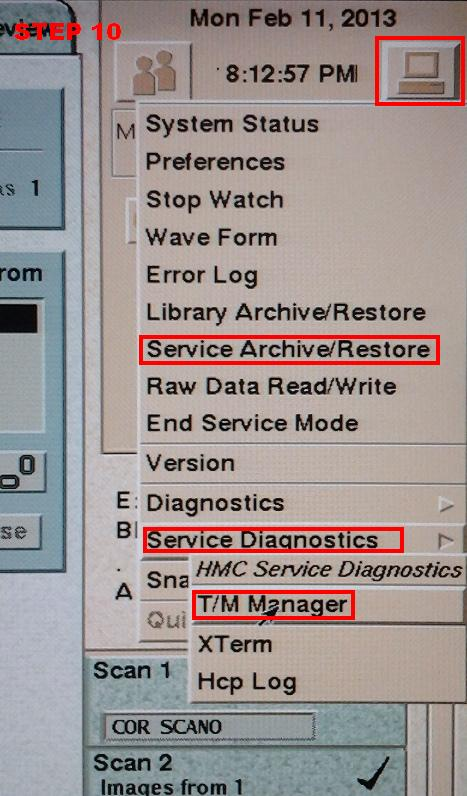 eview
STEP 10
Mon Feb 11, 2013
8:12:57 PM
M
as 1
rom
se
System Status
Preferences
Stop Watch
Wave Form
Error Log
Library Archive/Restore
Service Archive/Restore
Raw Data Read/Write
End Service Mode
Version
Diagnostics
Service Diagnostics
HMC Service Diagnostics
T/M Manager
XTerm
Hcp Log
E:
Bl
A
Sna
Qui
Scan 1
COR SCANO
Scan 2
Images from 1